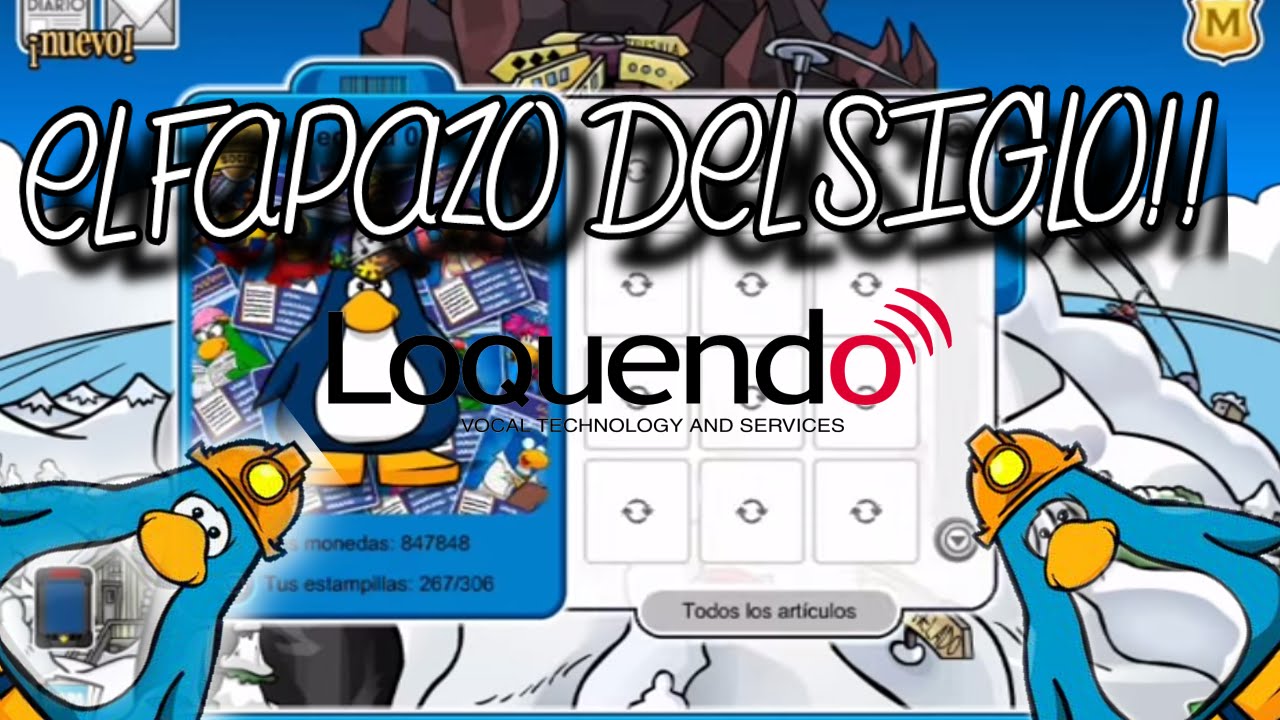 DIARIO
¡nuevo!
M
eLFaPaZO DeLSIGLO!!
Loquendo
VOCAL TECHNOLOGY AND SERVICES
monedas: 847848
Tus estampillas: 267/306
Todos los artículos